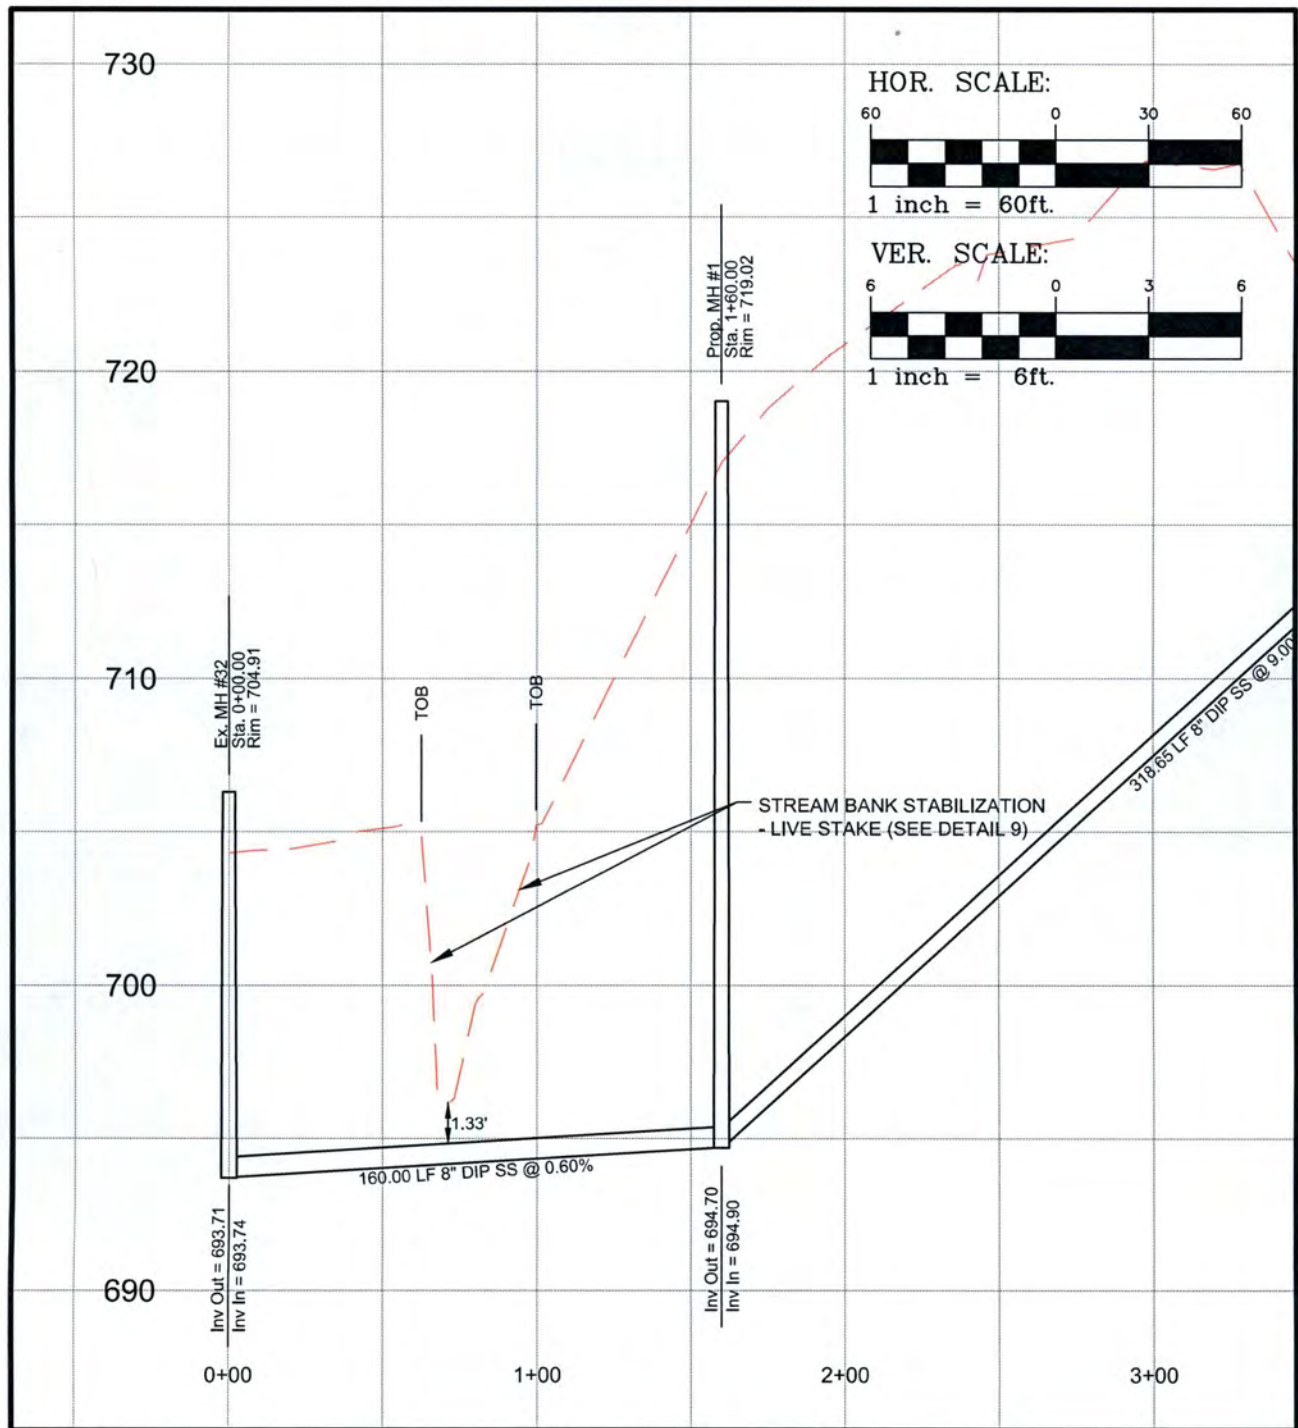 730
HOR. SCALE:
60 0 30 60
1 inch = 60ft.
VER. SCALE:
6 0 3 6
1 inch = 6ft.
Prop. MH #1
Sta. 1+60.00
Rim = 719.02
720
710
Ex. MH #32
Sta. 0+00.00
Rim = 704.91
TOB
TOB
318.65 LF 8" DIP SS @ 9.00
STREAM BANK STABILIZATION
- LIVE STAKE (SEE DETAIL 9)
700
1.33'
160.00 LF 8" DIP SS @ 0.60%
Inv Out = 693.71
Inv In = 693.74
Inv Out = 694.70
Inv In = 694.90
690
0+00 1+00 2+00 3+00